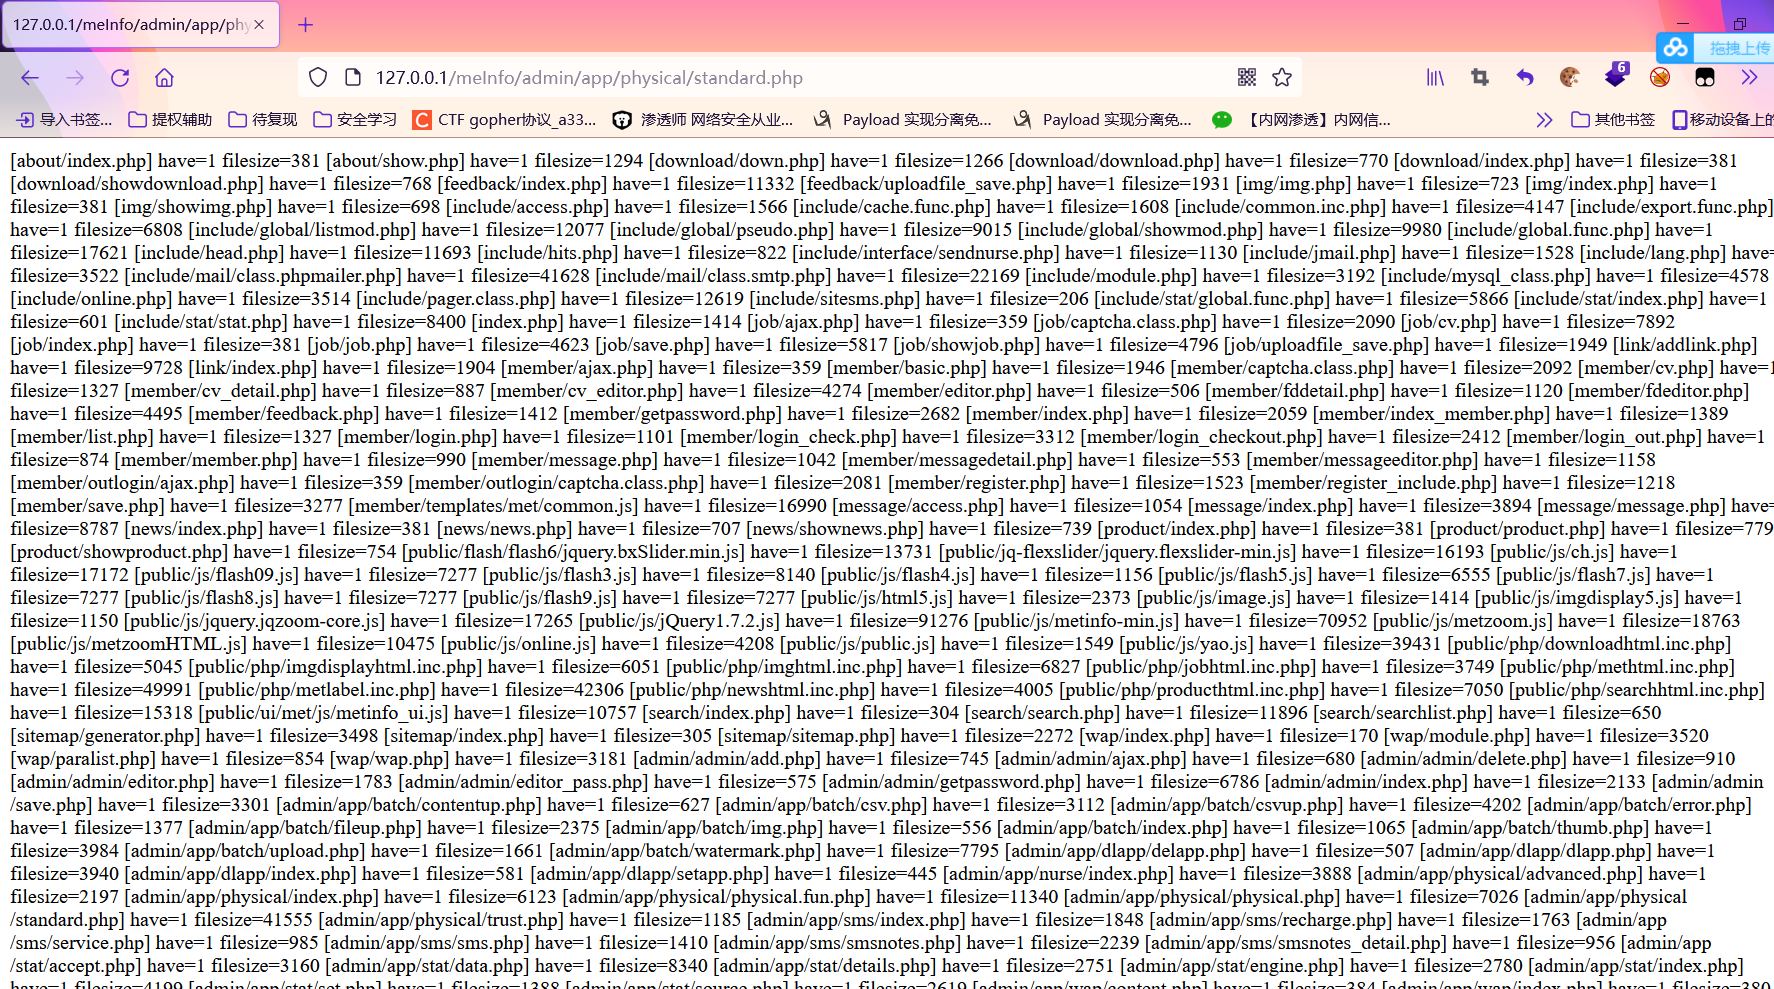 127.0.0.1/meInfo/admin/app/phy
拖拽上传
127.0.0.1/meInfo/admin/app/physical/standard.php
6
导入书签... 提权辅助 待复现 安全学习 CTF gopher协议_a33... 渗透师 网络安全从业... Payload 实现分离免... Payload 实现分离免... 【内网渗透】内网信... 其他书签 移动设备上的
[about/index.php] have=1 filesize=381 [about/show.php] have=1 filesize=1294 [download/down.php] have=1 filesize=1266 [download/download.php] have=1 filesize=770 [download/index.php] have=1 filesize=381
[download/showdownload.php] have=1 filesize=768 [feedback/index.php] have=1 filesize=11332 [feedback/uploadfile_save.php] have=1 filesize=1931 [img/img.php] have=1 filesize=723 [img/index.php] have=1
filesize=381 [img/showimg.php] have=1 filesize=698 [include/access.php] have=1 filesize=1566 [include/cache.func.php] have=1 filesize=1608 [include/common.inc.php] have=1 filesize=4147 [include/export.func.php]
have=1 filesize=6808 [include/global/listmod.php] have=1 filesize=12077 [include/global/pseudo.php] have=1 filesize=9015 [include/global/showmod.php] have=1 filesize=9980 [include/global.func.php] have=1
filesize=17621 [include/head.php] have=1 filesize=11693 [include/hits.php] have=1 filesize=822 [include/interface/sendnurse.php] have=1 filesize=1130 [include/jmail.php] have=1 filesize=1528 [include/lang.php] have=1
filesize=3522 [include/mail/class.phpmailer.php] have=1 filesize=41628 [include/mail/class.smtp.php] have=1 filesize=22169 [include/module.php] have=1 filesize=3192 [include/mysql_class.php] have=1 filesize=4578
[include/online.php] have=1 filesize=3514 [include/pager.class.php] have=1 filesize=12619 [include/sitesms.php] have=1 filesize=206 [include/stat/global.func.php] have=1 filesize=5866 [include/stat/index.php] have=1
filesize=601 [include/stat/stat.php] have=1 filesize=8400 [index.php] have=1 filesize=1414 [job/ajax.php] have=1 filesize=359 [job/captcha.class.php] have=1 filesize=2090 [job/cv.php] have=1 filesize=7892
[job/index.php] have=1 filesize=381 [job/job.php] have=1 filesize=4623 [job/save.php] have=1 filesize=5817 [job/showjob.php] have=1 filesize=4796 [job/uploadfile_save.php] have=1 filesize=1949 [link/addlink.php]
have=1 filesize=9728 [link/index.php] have=1 filesize=1904 [member/ajax.php] have=1 filesize=359 [member/basic.php] have=1 filesize=1946 [member/captcha.class.php] have=1 filesize=2092 [member/cv.php] have=1
filesize=1327 [member/cv_detail.php] have=1 filesize=887 [member/cv_editor.php] have=1 filesize=4274 [member/editor.php] have=1 filesize=506 [member/fddetail.php] have=1 filesize=1120 [member/fdeditor.php]
have=1 filesize=4495 [member/feedback.php] have=1 filesize=1412 [member/getpassword.php] have=1 filesize=2682 [member/index.php] have=1 filesize=2059 [member/index_member.php] have=1 filesize=1389
[member/list.php] have=1 filesize=1327 [member/login.php] have=1 filesize=1101 [member/login_check.php] have=1 filesize=3312 [member/login_checkout.php] have=1 filesize=2412 [member/login_out.php] have=1
filesize=874 [member/member.php] have=1 filesize=990 [member/message.php] have=1 filesize=1042 [member/messagedetail.php] have=1 filesize=553 [member/messageeditor.php] have=1 filesize=1158
[member/outlogin/ajax.php] have=1 filesize=359 [member/outlogin/captcha.class.php] have=1 filesize=2081 [member/register.php] have=1 filesize=1523 [member/register_include.php] have=1 filesize=1218
[member/save.php] have=1 filesize=3277 [member/templates/met/common.js] have=1 filesize=16990 [message/access.php] have=1 filesize=1054 [message/index.php] have=1 filesize=3894 [message/message.php] have=1
filesize=8787 [news/index.php] have=1 filesize=381 [news/news.php] have=1 filesize=707 [news/shownews.php] have=1 filesize=739 [product/index.php] have=1 filesize=381 [product/product.php] have=1 filesize=779
[product/showproduct.php] have=1 filesize=754 [public/flash/flash6/jquery.bxSlider.min.js] have=1 filesize=13731 [public/jq-flexslider/jquery.flexslider-min.js] have=1 filesize=16193 [public/js/ch.js] have=1
filesize=17172 [public/js/flash09.js] have=1 filesize=7277 [public/js/flash3.js] have=1 filesize=8140 [public/js/flash4.js] have=1 filesize=1156 [public/js/flash5.js] have=1 filesize=6555 [public/js/flash7.js] have=1
filesize=7277 [public/js/flash8.js] have=1 filesize=7277 [public/js/flash9.js] have=1 filesize=7277 [public/js/html5.js] have=1 filesize=2373 [public/js/image.js] have=1 filesize=1414 [public/js/imgdisplay5.js] have=1
filesize=1150 [public/js/jquery.jqzoom-core.js] have=1 filesize=17265 [public/js/jQuery1.7.2.js] have=1 filesize=91276 [public/js/metinfo-min.js] have=1 filesize=70952 [public/js/metzoom.js] have=1 filesize=18763
[public/js/metzoomHTML.js] have=1 filesize=10475 [public/js/online.js] have=1 filesize=4208 [public/js/public.js] have=1 filesize=1549 [public/js/yao.js] have=1 filesize=39431 [public/php/downloadhtml.inc.php]
have=1 filesize=5045 [public/php/imgdisplayhtml.inc.php] have=1 filesize=6051 [public/php/imghtml.inc.php] have=1 filesize=6827 [public/php/jobhtml.inc.php] have=1 filesize=3749 [public/php/methtml.inc.php]
have=1 filesize=49991 [public/php/metlabel.inc.php] have=1 filesize=42306 [public/php/newshtml.inc.php] have=1 filesize=4005 [public/php/producthtml.inc.php] have=1 filesize=7050 [public/php/searchhtml.inc.php]
have=1 filesize=15318 [public/ui/met/js/metinfo_ui.js] have=1 filesize=10757 [search/index.php] have=1 filesize=304 [search/search.php] have=1 filesize=11896 [search/searchlist.php] have=1 filesize=650
[sitemap/generator.php] have=1 filesize=3498 [sitemap/index.php] have=1 filesize=305 [sitemap/sitemap.php] have=1 filesize=2272 [wap/index.php] have=1 filesize=170 [wap/module.php] have=1 filesize=3520
[wap/paralist.php] have=1 filesize=854 [wap/wap.php] have=1 filesize=3181 [admin/admin/add.php] have=1 filesize=745 [admin/admin/ajax.php] have=1 filesize=680 [admin/admin/delete.php] have=1 filesize=910
[admin/admin/editor.php] have=1 filesize=1783 [admin/admin/editor_pass.php] have=1 filesize=575 [admin/admin/getpassword.php] have=1 filesize=6786 [admin/admin/index.php] have=1 filesize=2133 [admin/admin
/save.php] have=1 filesize=3301 [admin/app/batch/contentup.php] have=1 filesize=627 [admin/app/batch/csv.php] have=1 filesize=3112 [admin/app/batch/csvup.php] have=1 filesize=4202 [admin/app/batch/error.php]
have=1 filesize=1377 [admin/app/batch/fileup.php] have=1 filesize=2375 [admin/app/batch/img.php] have=1 filesize=556 [admin/app/batch/index.php] have=1 filesize=1065 [admin/app/batch/thumb.php] have=1
filesize=3984 [admin/app/batch/upload.php] have=1 filesize=1661 [admin/app/batch/watermark.php] have=1 filesize=7795 [admin/app/dlapp/delapp.php] have=1 filesize=507 [admin/app/dlapp/dlapp.php] have=1
filesize=3940 [admin/app/dlapp/index.php] have=1 filesize=581 [admin/app/dlapp/setapp.php] have=1 filesize=445 [admin/app/nurse/index.php] have=1 filesize=3888 [admin/app/physical/advanced.php] have=1
filesize=2197 [admin/app/physical/index.php] have=1 filesize=6123 [admin/app/physical/physical.fun.php] have=1 filesize=11340 [admin/app/physical/physical.php] have=1 filesize=7026 [admin/app/physical
/standard.php] have=1 filesize=41555 [admin/app/physical/trust.php] have=1 filesize=1185 [admin/app/sms/index.php] have=1 filesize=1848 [admin/app/sms/recharge.php] have=1 filesize=1763 [admin/app
/sms/service.php] have=1 filesize=985 [admin/app/sms/sms.php] have=1 filesize=1410 [admin/app/sms/smsnotes.php] have=1 filesize=2239 [admin/app/sms/smsnotes_detail.php] have=1 filesize=956 [admin/app
/stat/accept.php] have=1 filesize=3160 [admin/app/stat/data.php] have=1 filesize=8340 [admin/app/stat/details.php] have=1 filesize=2751 [admin/app/stat/engine.php] have=1 filesize=2780 [admin/app/stat/index.php]
have=1 filesize=4199 [admin/app/stat/set.php] have=1 filesize=1388 [admin/app/stat/source.php] have=1 filesize=2619 [admin/app/wap/content.php] have=1 filesize=384 [admin/app/wap/index.php] have=1 filesize=380